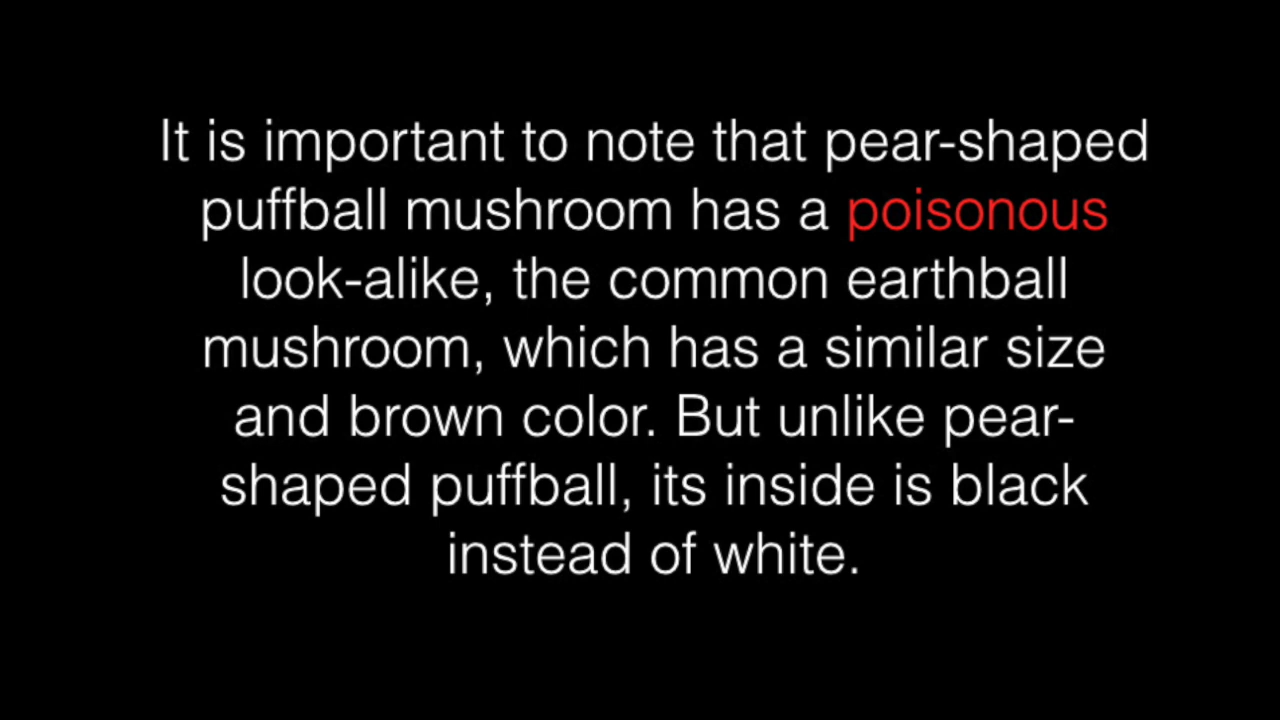 It is important to note that pear-shaped
puffball mushroom has a poisonous
look-alike, the common earthball
mushroom, which has a similar size
and brown color. But unlike pear-
shaped puffball, its inside is black
instead of white.